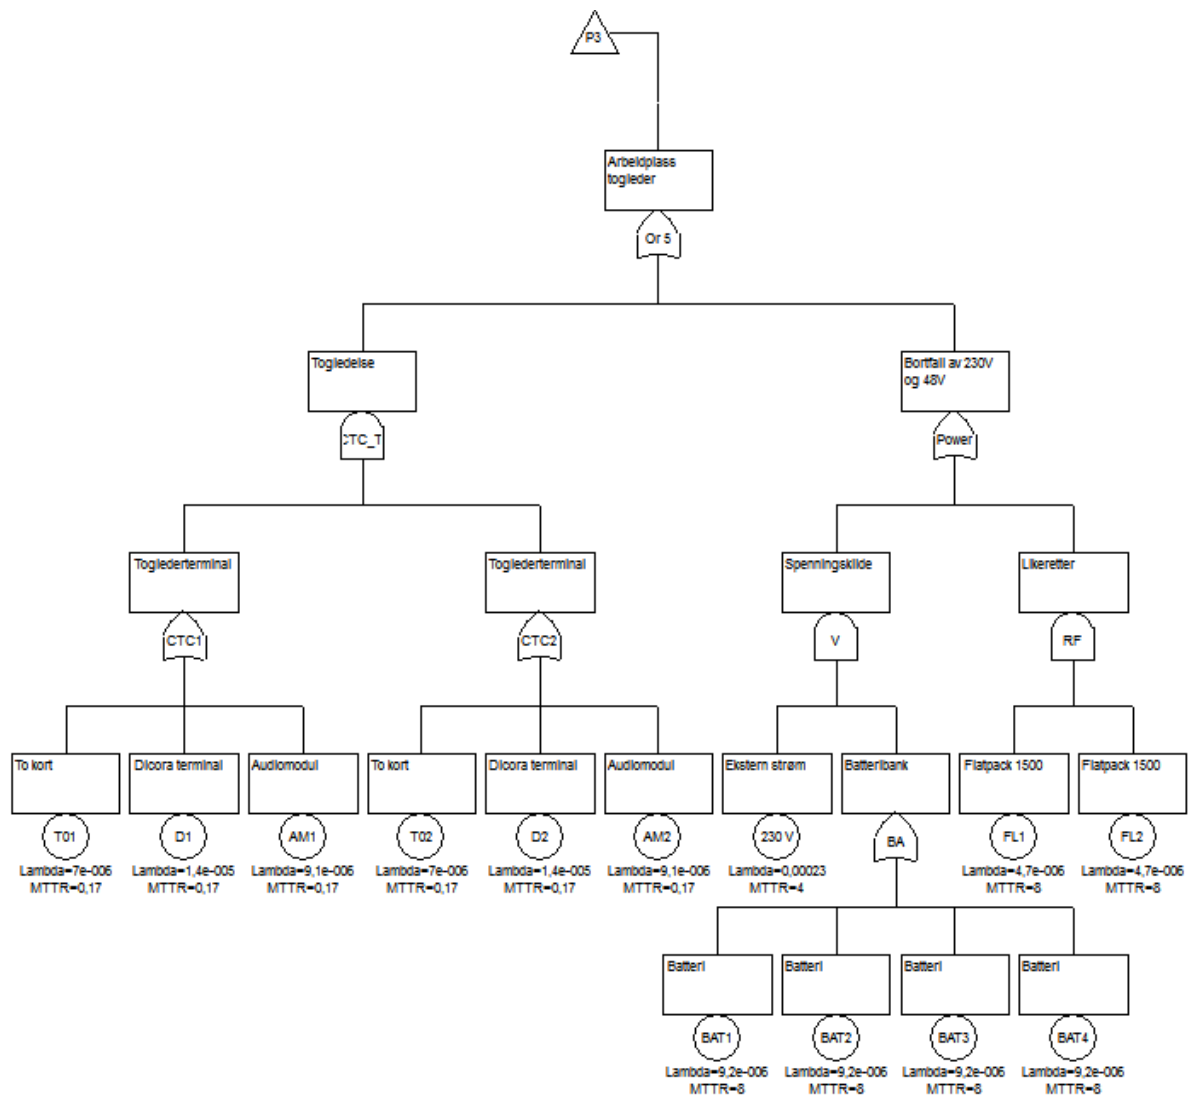 P3
Arbeidplass
togleder
Or 5
Togledelse
Bortfall av 230V
og 48V
CTC_T
Power
Toglederterminal
Toglederterminal
Spenningskilde
Likeretter
CTC1
CTC2
V
RF
To kort
Dicora terminal
Audiomodul
To kort
Dicora terminal
Audiomodul
Ekstern strøm
Batteribank
Flatpack 1500
Flatpack 1500
T01
D1
AM1
T02
D2
AM2
230 V
BA
FL1
FL2
Lambda=7e-006
MTTR=0,17
Lambda=1,4e-005
MTTR=0,17
Lambda=9,1e-006
MTTR=0,17
Lambda=7e-006
MTTR=0,17
Lambda=1,4e-005
MTTR=0,17
Lambda=9,1e-006
MTTR=0,17
Lambda=0,00023
MTTR=4
Lambda=4,7e-006
MTTR=8
Lambda=4,7e-006
MTTR=8
Batteri
Batteri
Batteri
Batteri
BAT1
BAT2
BAT3
BAT4
Lambda=9,2e-006
MTTR=8
Lambda=9,2e-006
MTTR=8
Lambda=9,2e-006
MTTR=8
Lambda=9,2e-006
MTTR=8